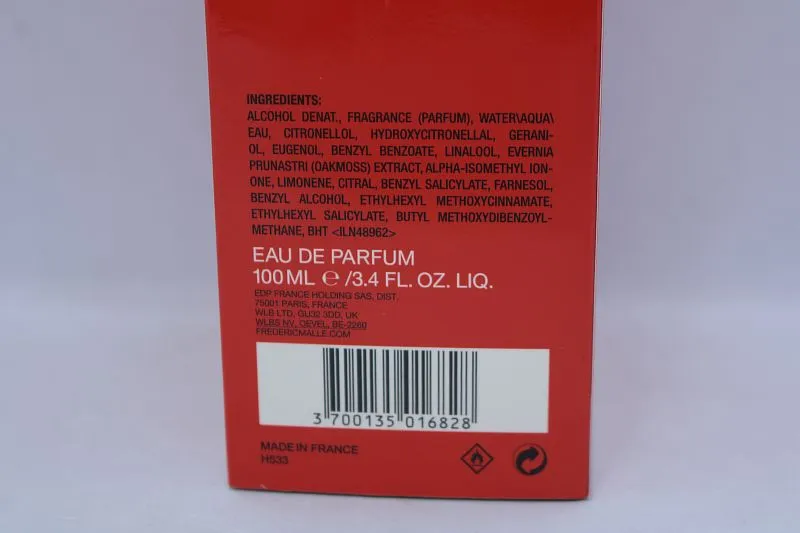 INGREDIENTS:
ALCOHOL DENAT., FRAGRANCE (PARFUM), WATER\AQUA\
EAU, CITRONELLOL, HYDROXYCITRONELLAL, GERANI-
OL, EUGENOL, BENZYL BENZOATE, LINALOOL, EVERNIA
PRUNASTRI (OAKMOSS) EXTRACT, ALPHA-ISOMETHYL ION-
ONE, LIMONENE, CITRAL, BENZYL SALICYLATE, FARNESOL,
BENZYL ALCOHOL, ETHYLHEXYL METHOXYCINNAMATE,
ETHYLHEXYL SALICYLATE, BUTYL METHOXYDIBENZOYL-
METHANE, BHT <ILN48962>
EAU DE PARFUM
100 ML ℮ /3.4 FL. OZ. LIQ.
EDP FRANCE HOLDING SAS, DIST.
75001 PARIS, FRANCE
WLB LTD, GU32 3DD, UK
WLBS NV, OEVEL, BE-2260
FREDERICMALLE.COM
3 700135 016828
MADE IN FRANCE
H533